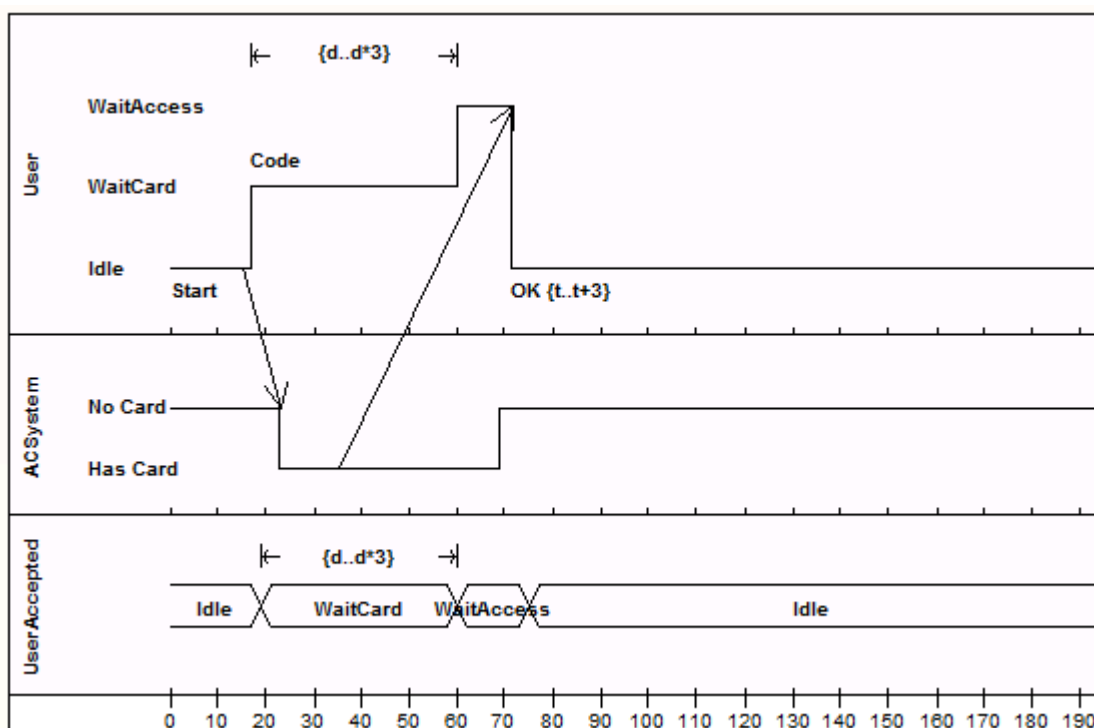 {d..d*3}
WaitAccess
Code
User
WaitCard
Idle
Start
OK {t..t+3}
ACSystem
No Card
Has Card
{d..d*3}
UserAccepted
Idle
WaitCard
WaitAccess
Idle
0 10 20 30 40 50 60 70 80 90 100 110 120 130 140 150 160 170 180 190